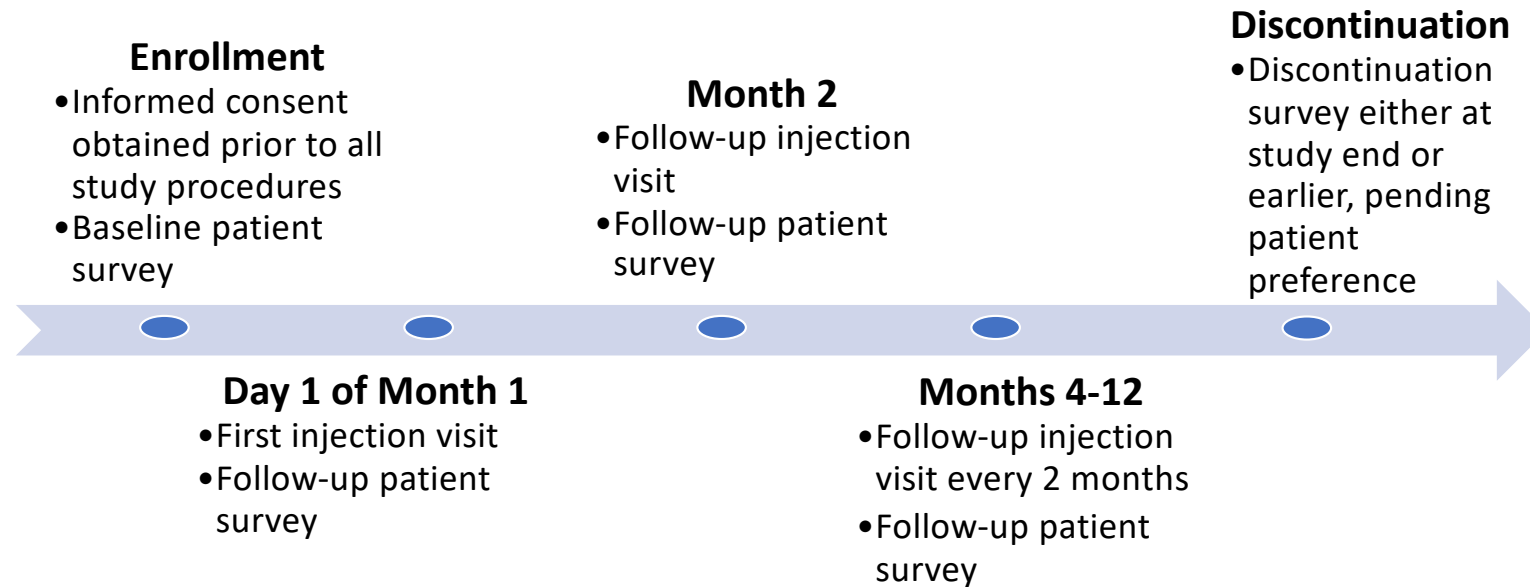 Enrollment
•Informed consent
obtained prior to all
study procedures
•Baseline patient
survey
Day 1 of Month 1
•First injection visit
•Follow-up patient
survey
Month 2
•Follow-up injection
visit
•Follow-up patient
survey
Months 4-12
•Follow-up injection
visit every 2 months
•Follow-up patient
survey
Discontinuation
•Discontinuation
survey either at
study end or
earlier, pending
patient
preference